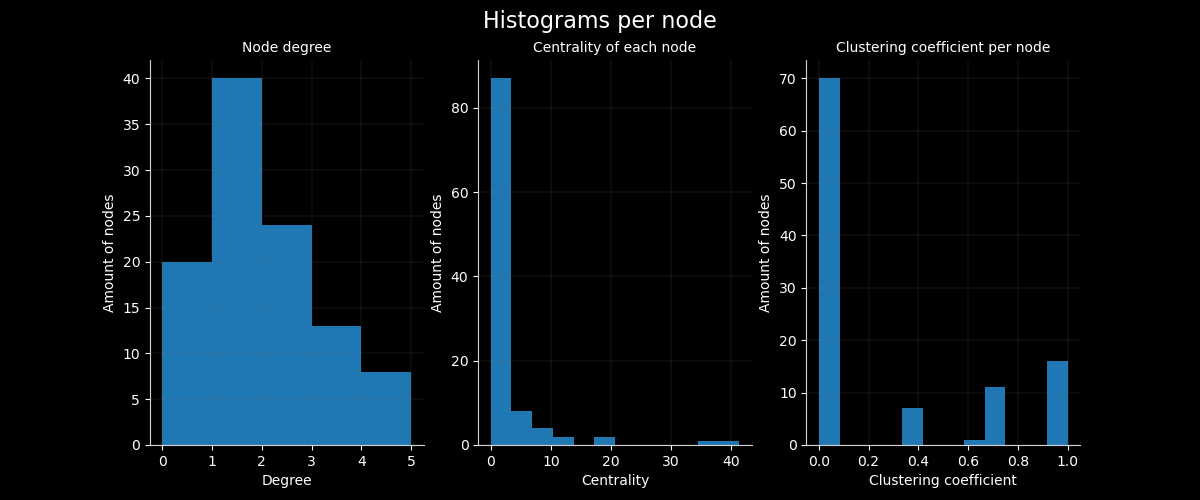 Histograms per node
Node degree
Amount of nodes
40
35
30
25
20
15
10
5
0
0 1 2 3 4 5
Degree
Centrality of each node
Amount of nodes
80
60
40
20
0
0 10 20 30 40
Centrality
Clustering coefficient per node
Amount of nodes
70
60
50
40
30
20
10
0
0.0 0.2 0.4 0.6 0.8 1.0
Clustering coefficient